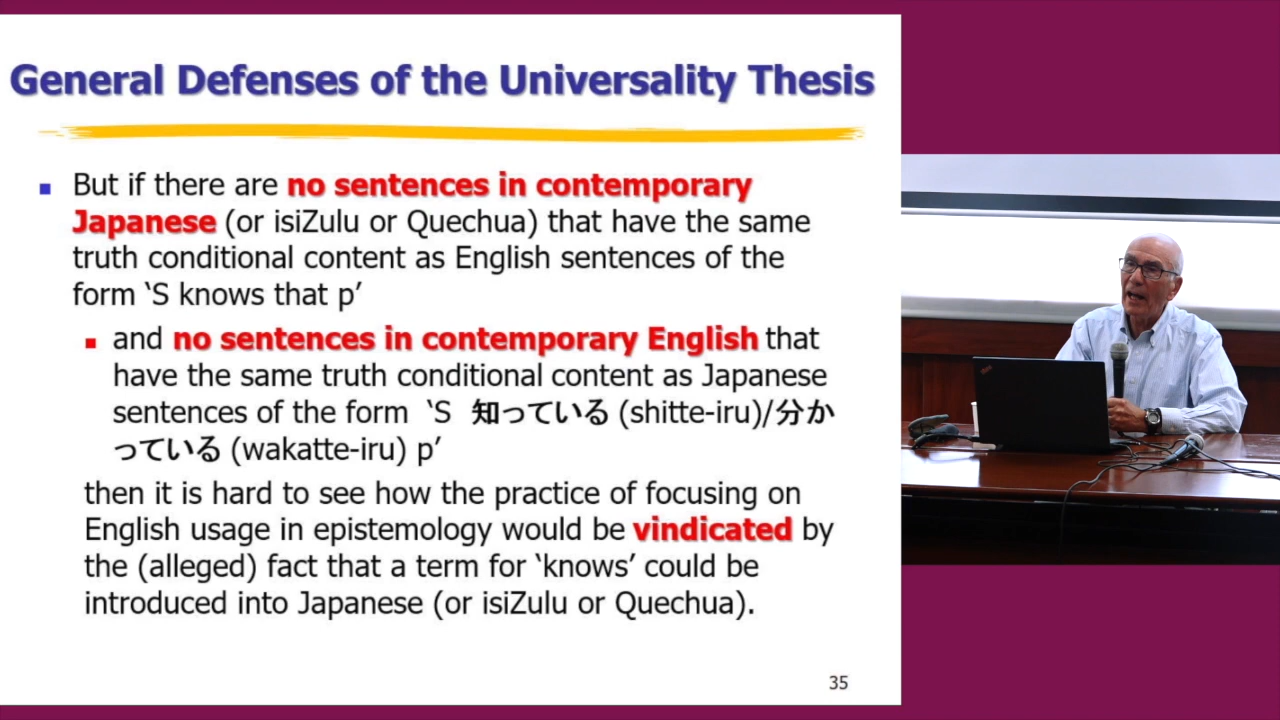 General Defenses of the Universality Thesis
But if there are no sentences in contemporary
Japanese (or isiZulu or Quechua) that have the same
truth conditional content as English sentences of the
form ‘S knows that p’
and no sentences in contemporary English that
have the same truth conditional content as Japanese
sentences of the form ‘S 知っている (shitte-iru)/分か
っている (wakatte-iru) p’
then it is hard to see how the practice of focusing on
English usage in epistemology would be vindicated by
the (alleged) fact that a term for ‘knows’ could be
introduced into Japanese (or isiZulu or Quechua).
35